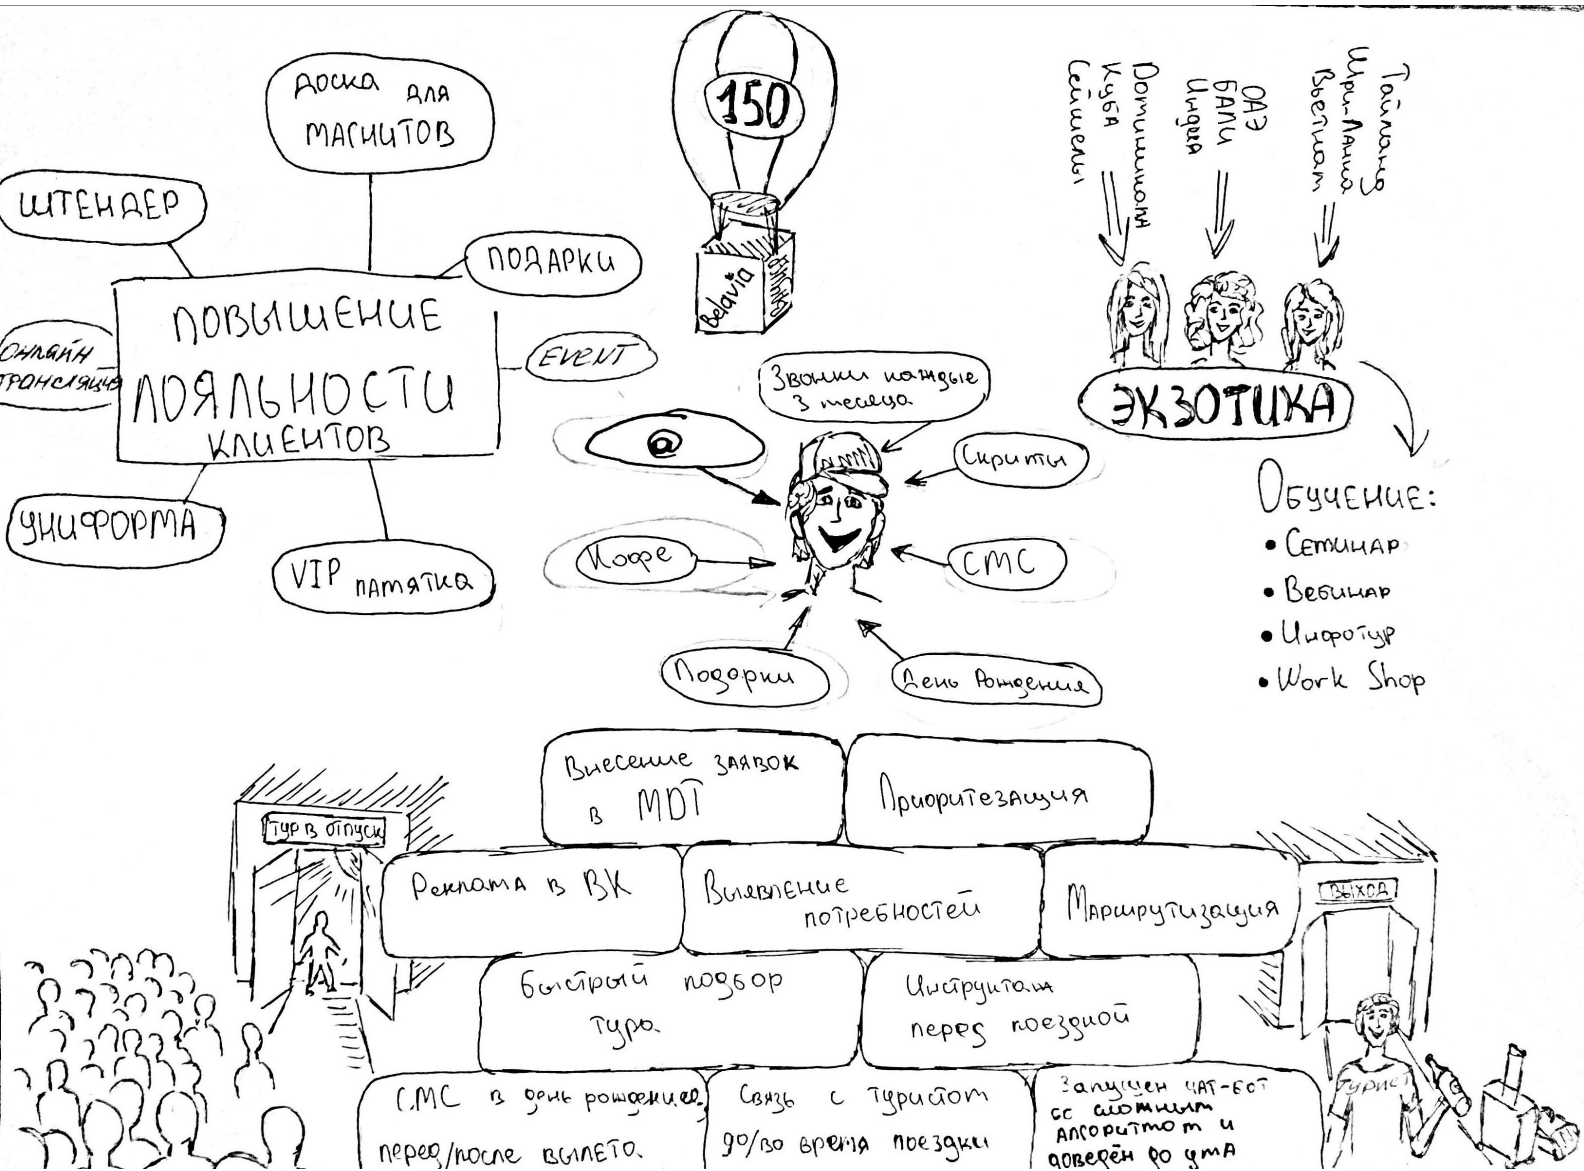 ДОСКА ДЛЯ
МАГНИТОВ
ШТЕНДЕР
ПОДАРКИ
ПОВЫШЕНИЕ
ЛОЯЛЬНОСТИ
КЛИЕНТОВ
ОНЛАЙН
ТРАНСЛЯЦИЯ
EVENT
УНИФОРМА
VIP ПАМЯТКА
150
Belavia
Сейшелы
Куба
Доминикана
Индия
БАЛИ
ОАЭ
Вьетнам
Шри-Ланка
Тайланд
ЭКЗОТИКА
ОБУЧЕНИЕ:
• СЕМИНАР
• ВЕБИНАР
• Инфотур
• Work Shop
Звонки каждые
3 месяца
@
Скрипты
Кофе
СМС
Подарки
День Рождения
Внесение ЗАЯВОК
в MDT
Приоритезация
ТУР В ОТПУСК
Реклама в ВК
Выявление
потребностей
Маршрутизация
ВЫХОД
Быстрый подбор
тура
Инструктаж
перед поездкой
СМС в день рождения,
перед/после вылета
Связь с туристом
до/во время поездки
Запущен ЧАТ-БОТ
со сложным
алгоритмом и
доведён до ума
ТУРИСТ